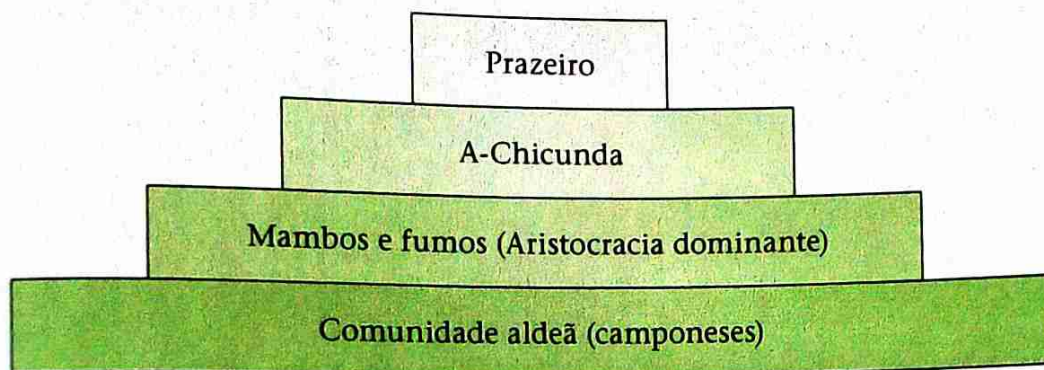 Prazeiro
A-Chicunda
Mambos e fumos (Aristocracia dominante)
Comunidade aldeã (camponeses)